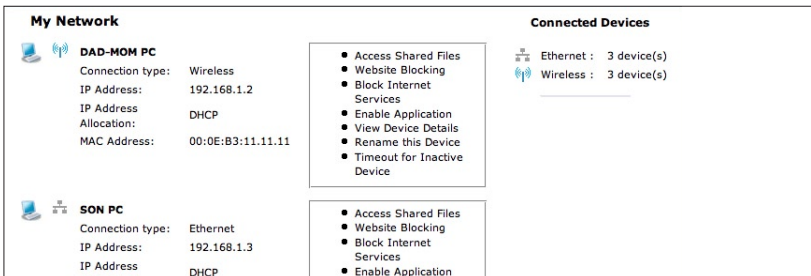 My Network
DAD-MOM PC
Connection type: Wireless
IP Address: 192.168.1.2
IP Address
Allocation: DHCP
MAC Address: 00:0E:B3:11.11.11
Access Shared Files
Website Blocking
Block Internet
Services
Enable Application
View Device Details
Rename this Device
Timeout for Inactive
Device
Connected Devices
Ethernet : 3 device(s)
Wireless : 3 device(s)
SON PC
Connection type: Ethernet
IP Address: 192.168.1.3
IP Address
DHCP
Access Shared Files
Website Blocking
Block Internet
Services
Enable Application